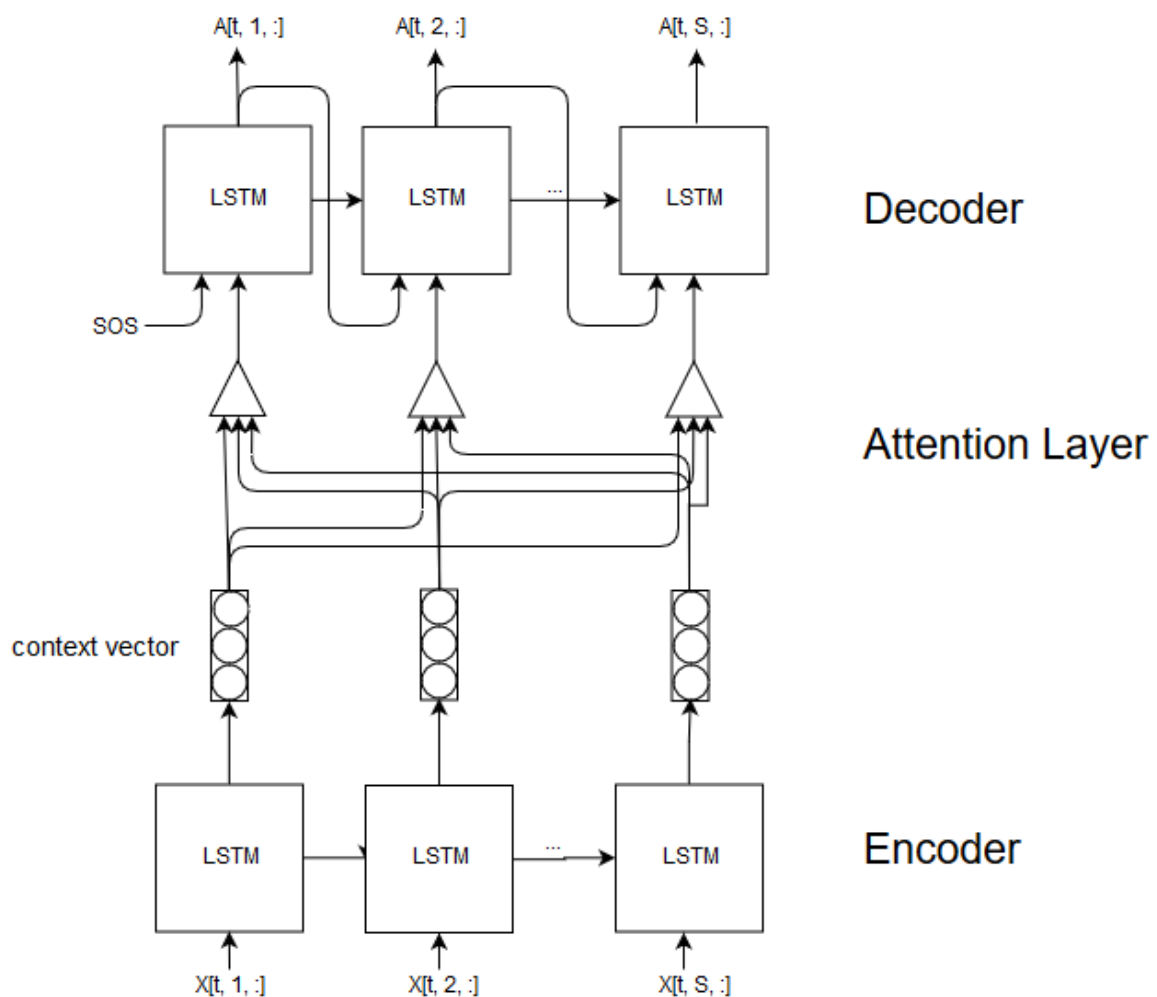 A[t, 1, :] A[t, 2, :] A[t, S, :]
LSTM LSTM ... LSTM
Decoder
SOS
Attention Layer
context vector
LSTM LSTM ... LSTM
Encoder
X[t, 1, :] X[t, 2, :] X[t, S, :]